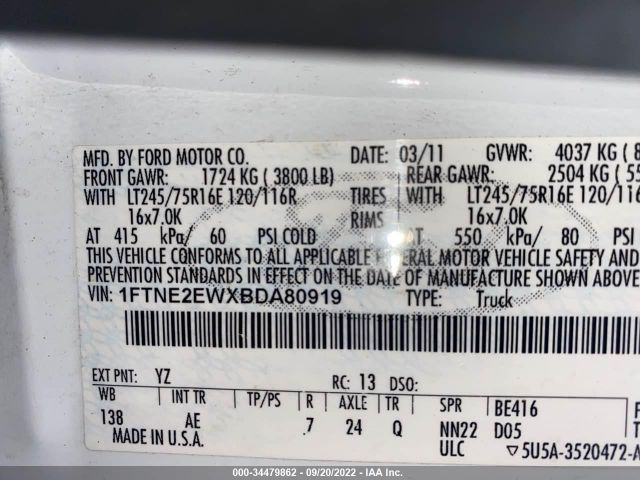 MFD. BY FORD MOTOR CO. DATE: 03/11 GVWR: 4037 KG ( 8
FRONT GAWR: 1724 KG ( 3800 LB) REAR GAWR: 2504 KG ( 55
WITH LT245/75R16E 120/116R TIRES WITH LT245/75R16E 120/116
16x7.0K RIMS 16x7.0K
AT 415 kPa/ 60 PSI COLD AT 550 kPa/ 80 PSI
THIS VEHICLE CONFORMS TO ALL APPLICABLE FEDERAL MOTOR VEHICLE SAFETY AND
PREVENTION STANDARDS IN EFFECT ON THE DATE OF MANUFACTURE SHOWN ABOVE
VIN: 1FTNE2EWXBDA80919 TYPE: Truck
EXT PNT: YZ RC: 13 DSO:
WB INT TR TP/PS R AXLE TR SPR BE416
138 AE .7 24 Q NN22 D05
MADE IN U.S.A. ULC 5U5A-3520472-A
000-34479862 - 09/20/2022 - IAA Inc.